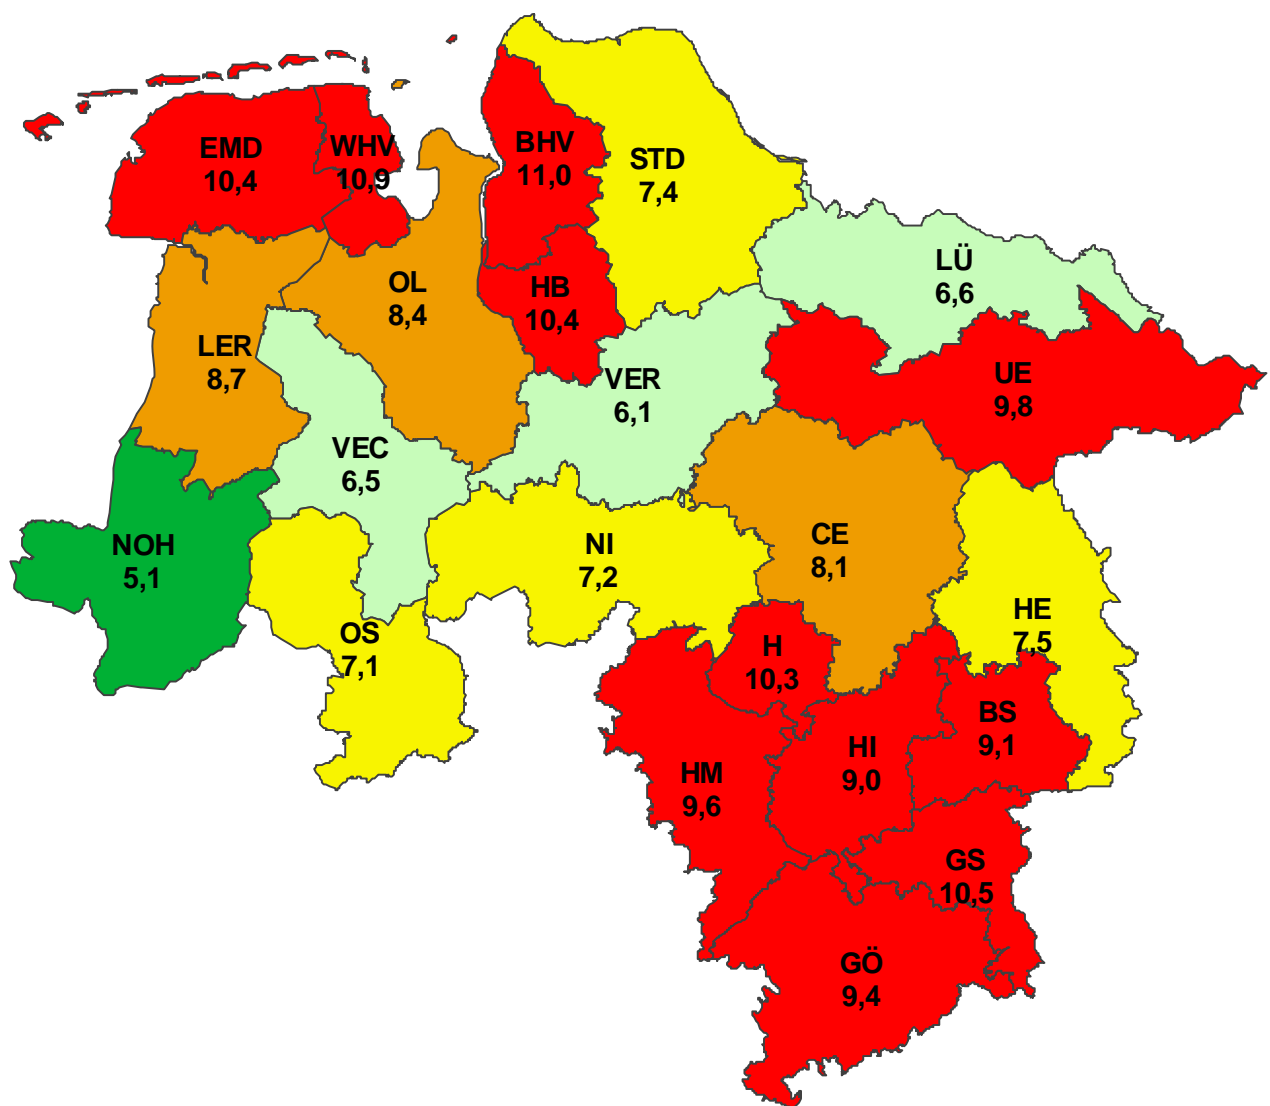 EMD
10,4
WHV
10,9
BHV
11,0
STD
7,4
LÜ
6,6
OL
8,4
HB
10,4
LER
8,7
VER
6,1
UE
9,8
VEC
6,5
NOH
5,1
NI
7,2
CE
8,1
OS
7,1
HE
7,5
H
10,3
BS
9,1
HI
9,0
HM
9,6
GS
10,5
GÖ
9,4